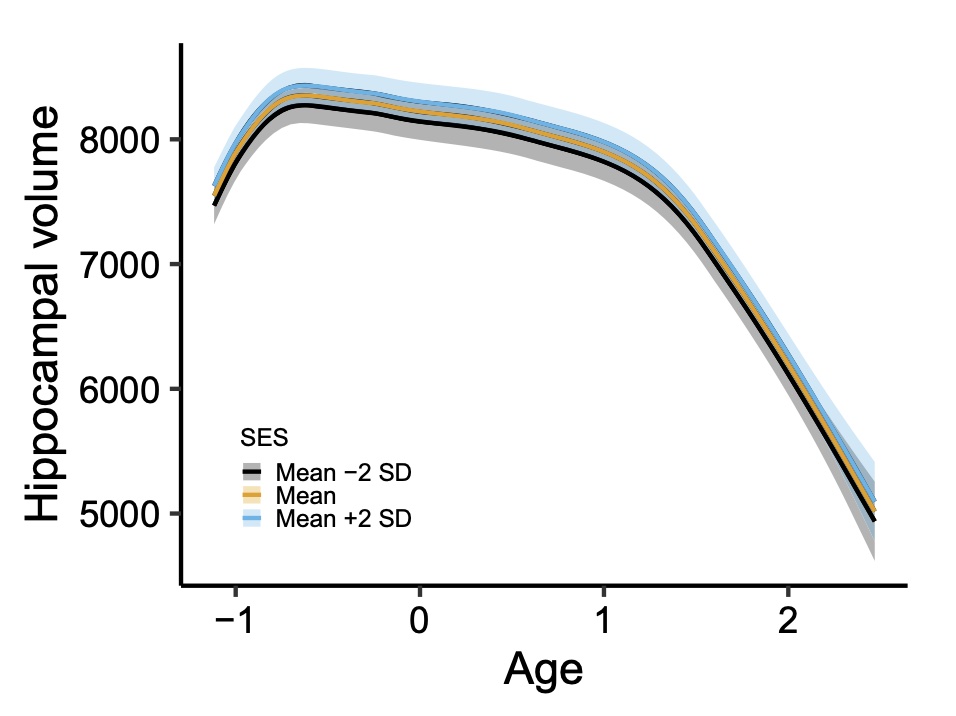 Hippocampal volume
8000
7000
6000
5000
SES
Mean −2 SD
Mean
Mean +2 SD
−1 0 1 2
Age